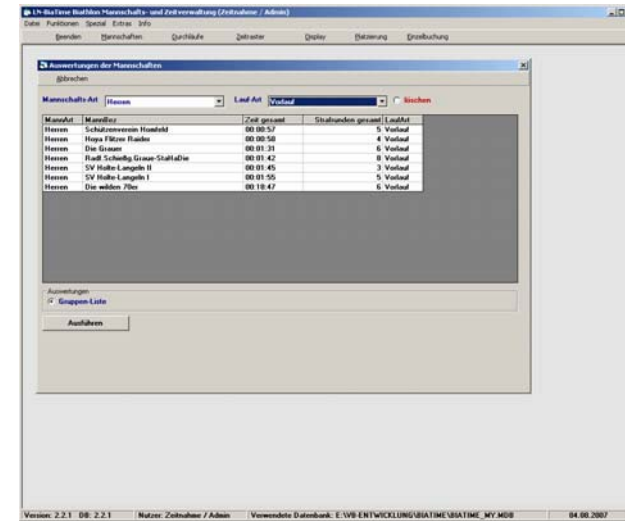 LN-BiaTime Biathlon Mannschafts- und Zeitverwaltung (Zeitnahme / Admin)
Datei Funktionen Spezial Extras Info
Beenden Mannschaften Durchläufe Zeitraster Display Platzierung Einzelbuchung
Auswertungen der Mannschaften
Abbrechen
Mannschafts-Art Herren Lauf-Art Vorlauf löschen
MannArt MannBez Zeit gesamt Strafrunden gesamt LaufArt
Herren Schützenverein Homfeld 00:00:57 5 Vorlauf
Herren Hoya Flitzer Raider 00:00:58 4 Vorlauf
Herren Die Grauer 00:01:31 6 Vorlauf
Herren Radl.Schießg.Graue-StaHaDie 00:01:42 8 Vorlauf
Herren SV Holte-Langeln II 00:01:45 3 Vorlauf
Herren SV Holte-Langeln I 00:01:55 5 Vorlauf
Herren Die wilden 70er 00:18:47 6 Vorlauf
Auswertungen
Gruppen-Liste
Ausführen
Version: 2.2.1 DB: 2.2.1 Nutzer: Zeitnahme / Admin Verwendete Datenbank: E:\VB-ENTWICKLUNG\BIATIME\BIATIME_MY.MDB 04.08.2007